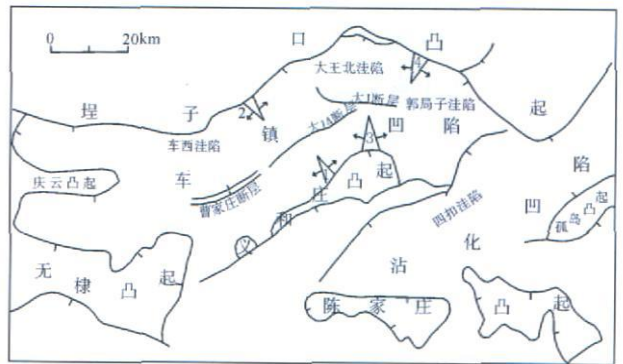 0 20km
埕子口凸起
大王北洼陷
4
2
大1断层
郭局子洼陷
车镇凹陷
车西洼陷
3
1
庆云凸起
曹家庄断层
义和庄凸起
四扣洼陷
沾化凹陷
孤岛凸起
无棣凸起
陈家庄凸起